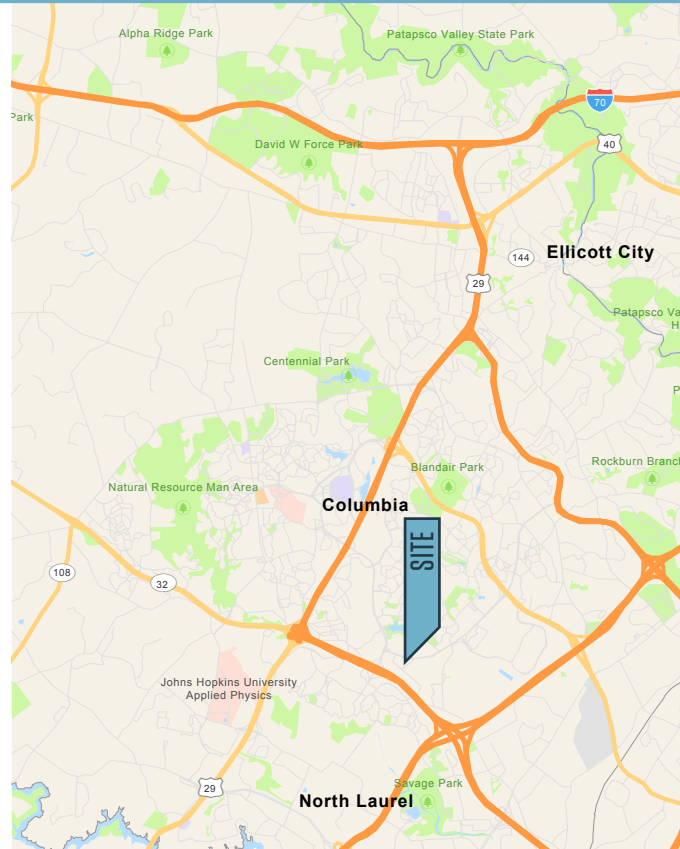 Alpha Ridge Park
Patapsco Valley State Park
70
Park
40
David W Force Park
144
Ellicott City
29
Patapsco Va
H
Centennial Park
P
Blandair Park
Rockburn Branch
Natural Resource Man Area
Columbia
SITE
108
32
Johns Hopkins University
Applied Physics
29
Savage Park
North Laurel